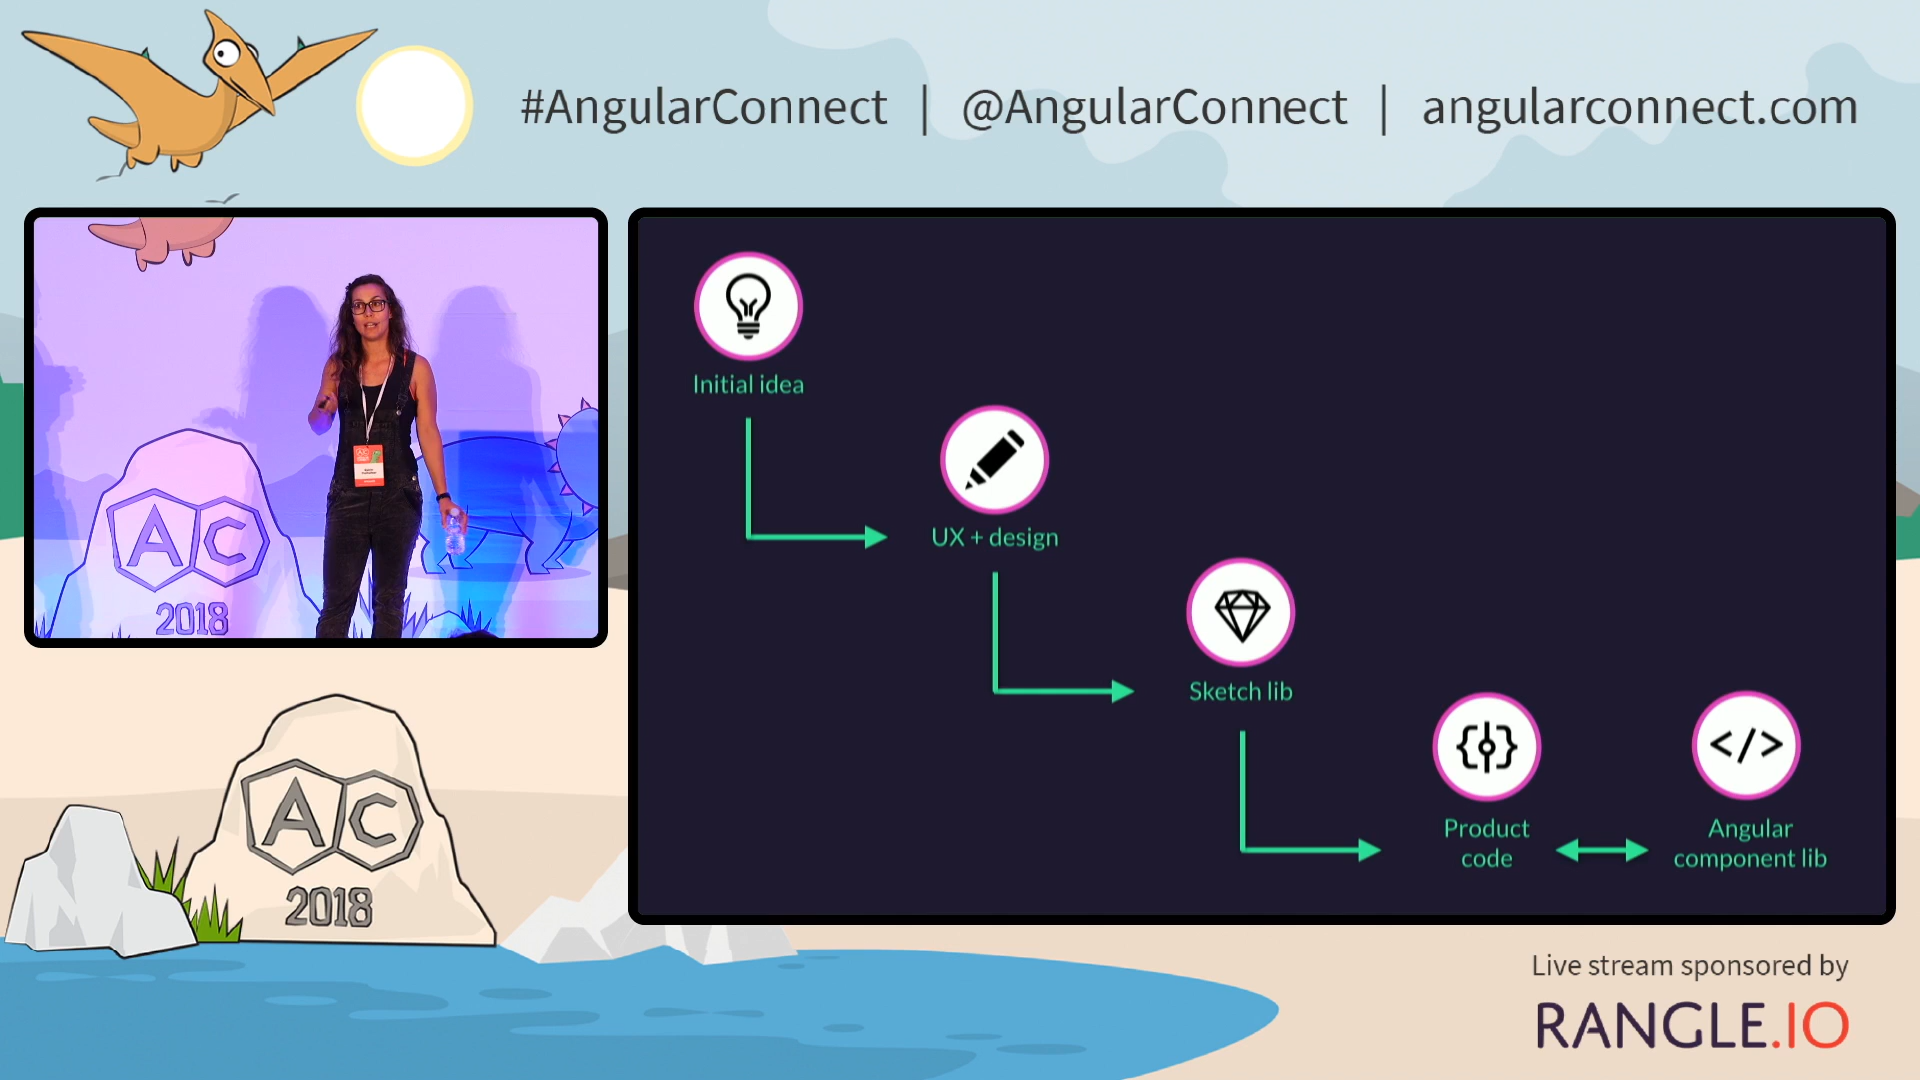 #AngularConnect | @AngularConnect | angularconnect.com
AC
2018
Initial idea
UX + design
Sketch lib
Product
code
</>
Angular
component lib
AC
2018
Live stream sponsored by
RANGLE.IO